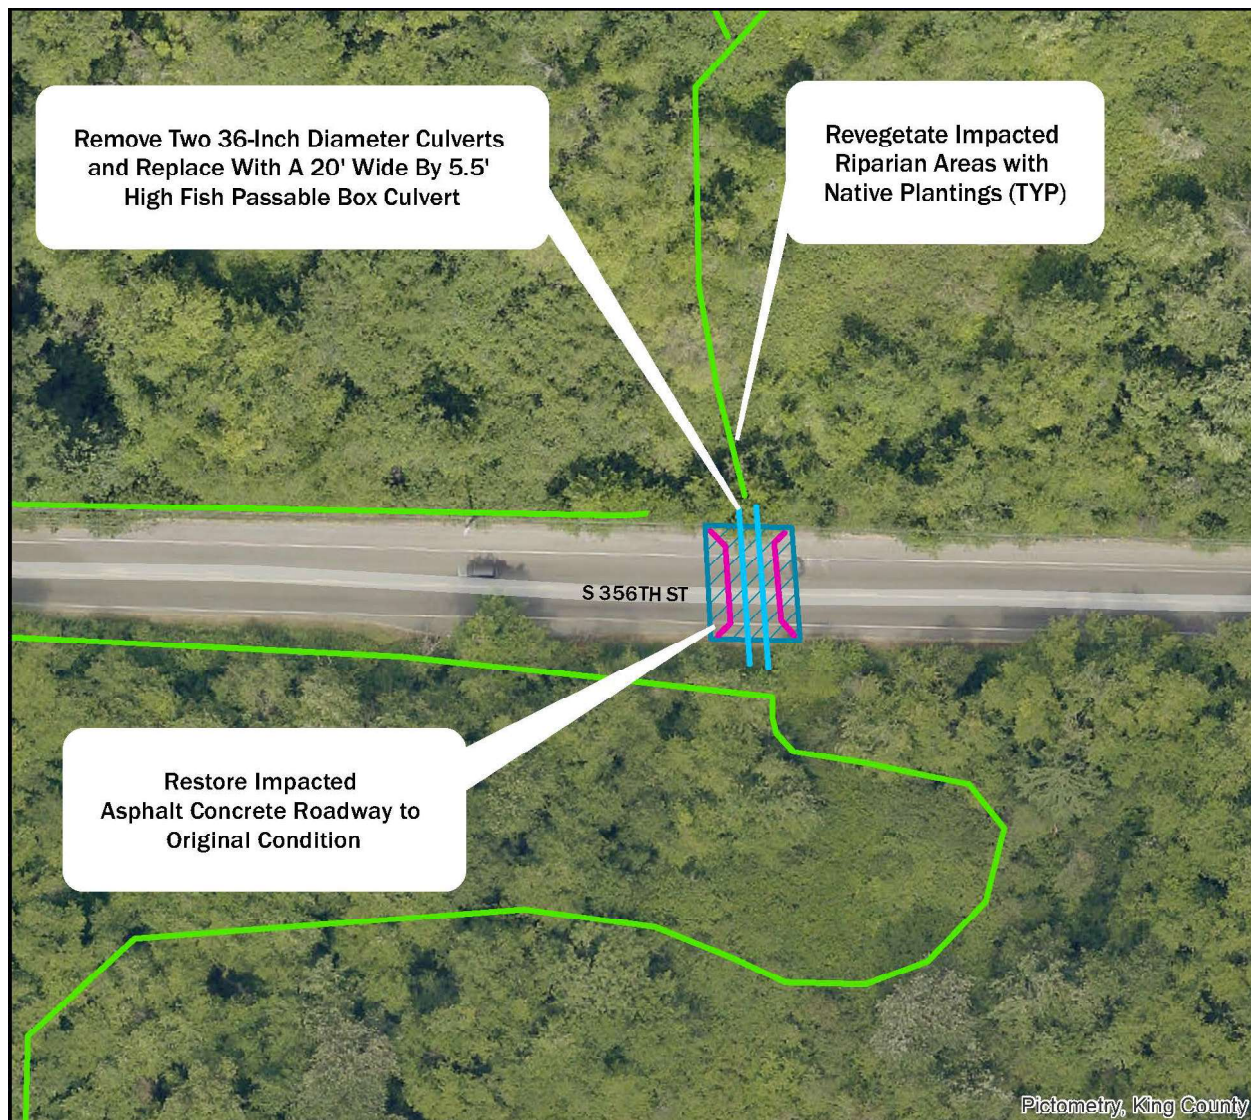 Remove Two 36-Inch Diameter Culverts
and Replace With A 20' Wide By 5.5'
High Fish Passable Box Culvert
Revegetate Impacted
Riparian Areas with
Native Plantings (TYP)
S 356TH ST
Restore Impacted
Asphalt Concrete Roadway to
Original Condition
Pictometry, King County